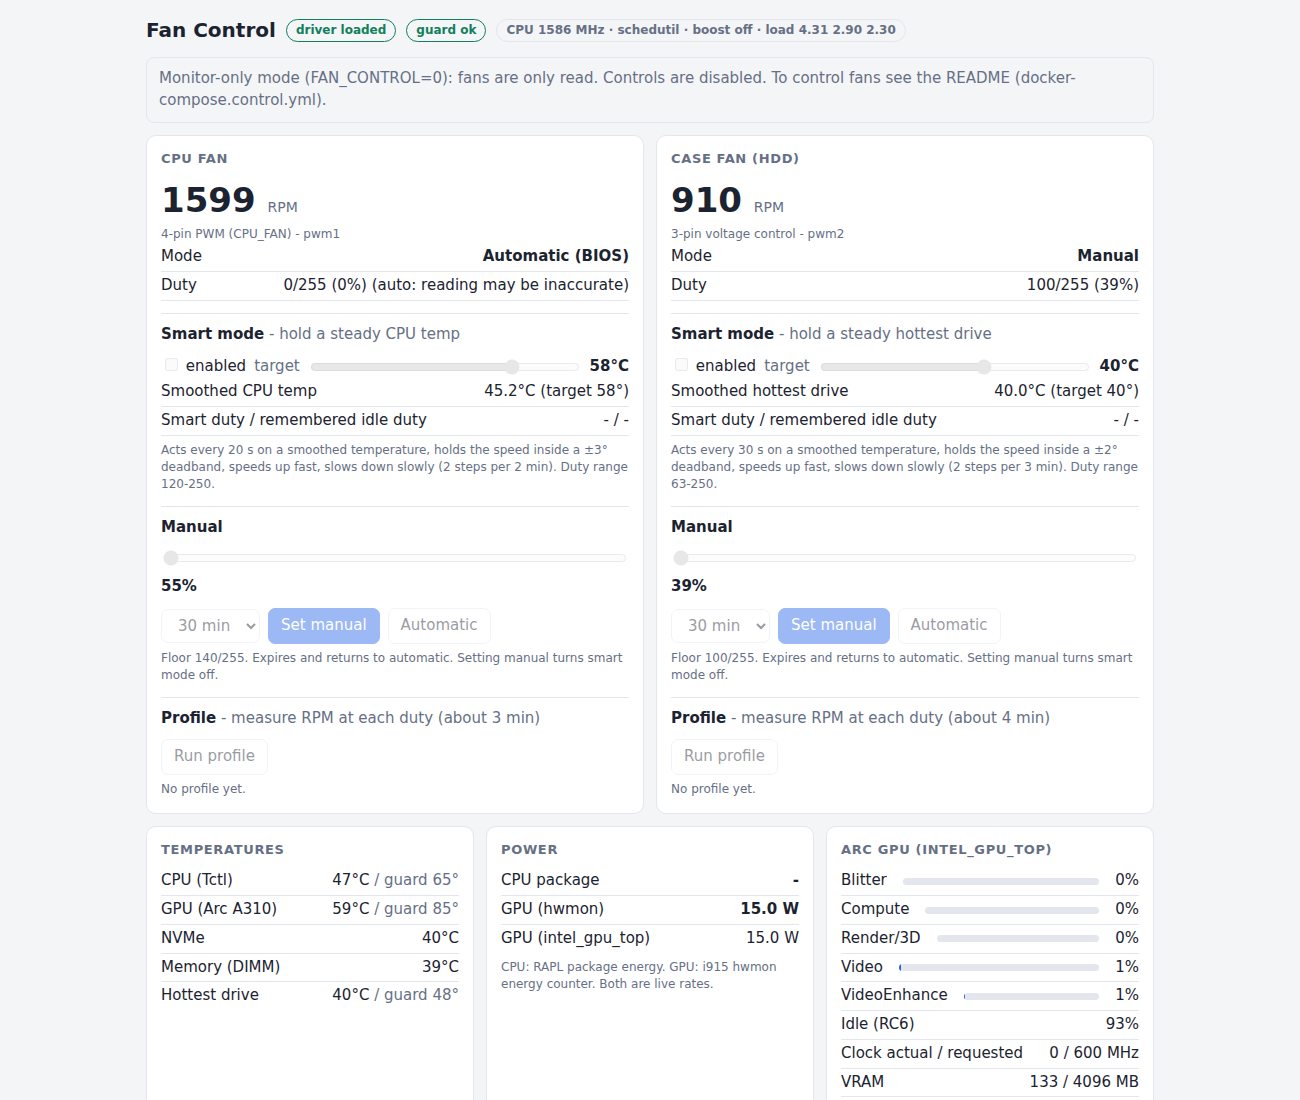 Fan Control driver loaded guard ok CPU 1586 MHz · schedutil · boost off · load 4.31 2.90 2.30
Monitor-only mode (FAN_CONTROL=0): fans are only read. Controls are disabled. To control fans see the README (docker-
compose.control.yml).
CPU FAN
1599 RPM
4-pin PWM (CPU_FAN) - pwm1
Mode Automatic (BIOS)
Duty 0/255 (0%) (auto: reading may be inaccurate)
Smart mode - hold a steady CPU temp
enabled target 58°C
Smoothed CPU temp 45.2°C (target 58°)
Smart duty / remembered idle duty - / -
Acts every 20 s on a smoothed temperature, holds the speed inside a ±3°
deadband, speeds up fast, slows down slowly (2 steps per 2 min). Duty range
120-250.
Manual
55%
30 min Set manual Automatic
Floor 140/255. Expires and returns to automatic. Setting manual turns smart
mode off.
Profile - measure RPM at each duty (about 3 min)
Run profile
No profile yet.
CASE FAN (HDD)
910 RPM
3-pin voltage control - pwm2
Mode Manual
Duty 100/255 (39%)
Smart mode - hold a steady hottest drive
enabled target 40°C
Smoothed hottest drive 40.0°C (target 40°)
Smart duty / remembered idle duty - / -
Acts every 30 s on a smoothed temperature, holds the speed inside a ±2°
deadband, speeds up fast, slows down slowly (2 steps per 3 min). Duty range
63-250.
Manual
39%
30 min Set manual Automatic
Floor 100/255. Expires and returns to automatic. Setting manual turns smart
mode off.
Profile - measure RPM at each duty (about 4 min)
Run profile
No profile yet.
TEMPERATURES
CPU (Tctl) 47°C / guard 65°
GPU (Arc A310) 59°C / guard 85°
NVMe 40°C
Memory (DIMM) 39°C
Hottest drive 40°C / guard 48°
POWER
CPU package -
GPU (hwmon) 15.0 W
GPU (intel_gpu_top) 15.0 W
CPU: RAPL package energy. GPU: i915 hwmon
energy counter. Both are live rates.
ARC GPU (INTEL_GPU_TOP)
Blitter 0%
Compute 0%
Render/3D 0%
Video 1%
VideoEnhance 1%
Idle (RC6) 93%
Clock actual / requested 0 / 600 MHz
VRAM 133 / 4096 MB